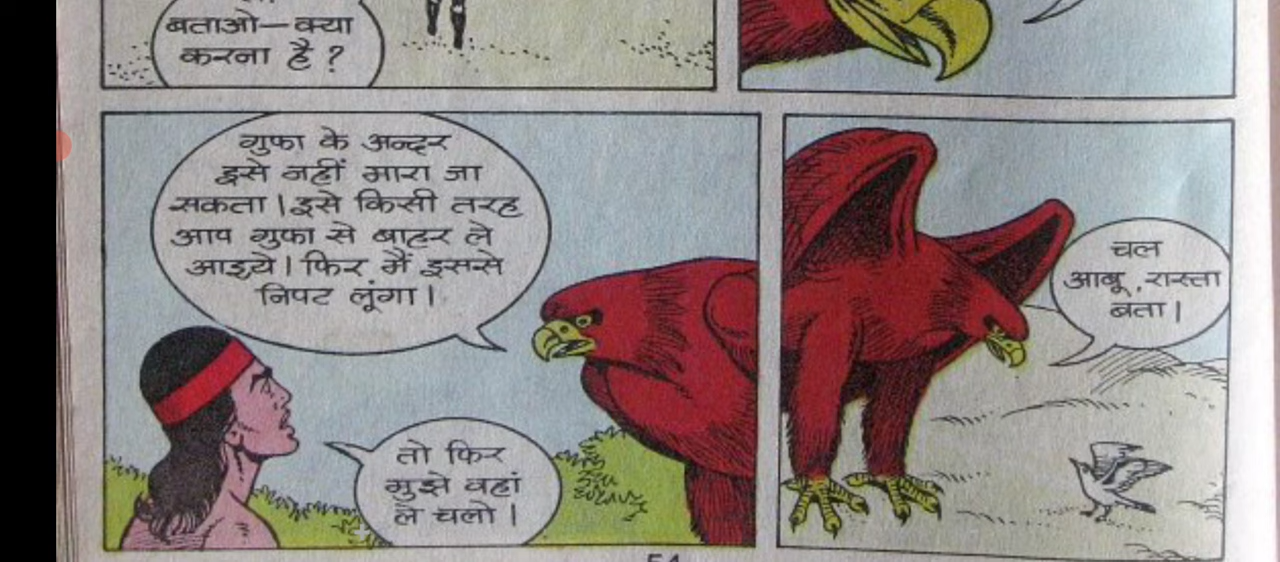 बताओ—क्या
करना है ?
गुफा के अन्दर
इसे नहीं मारा जा
सकता । इसे किसी तरह
आप गुफा से बाहर ले
आइये । फिर मैं इससे
निपट लूंगा ।
तो फिर
मुझे वहां
ले चलो ।
चल
आबू , रास्ता
बता ।
54